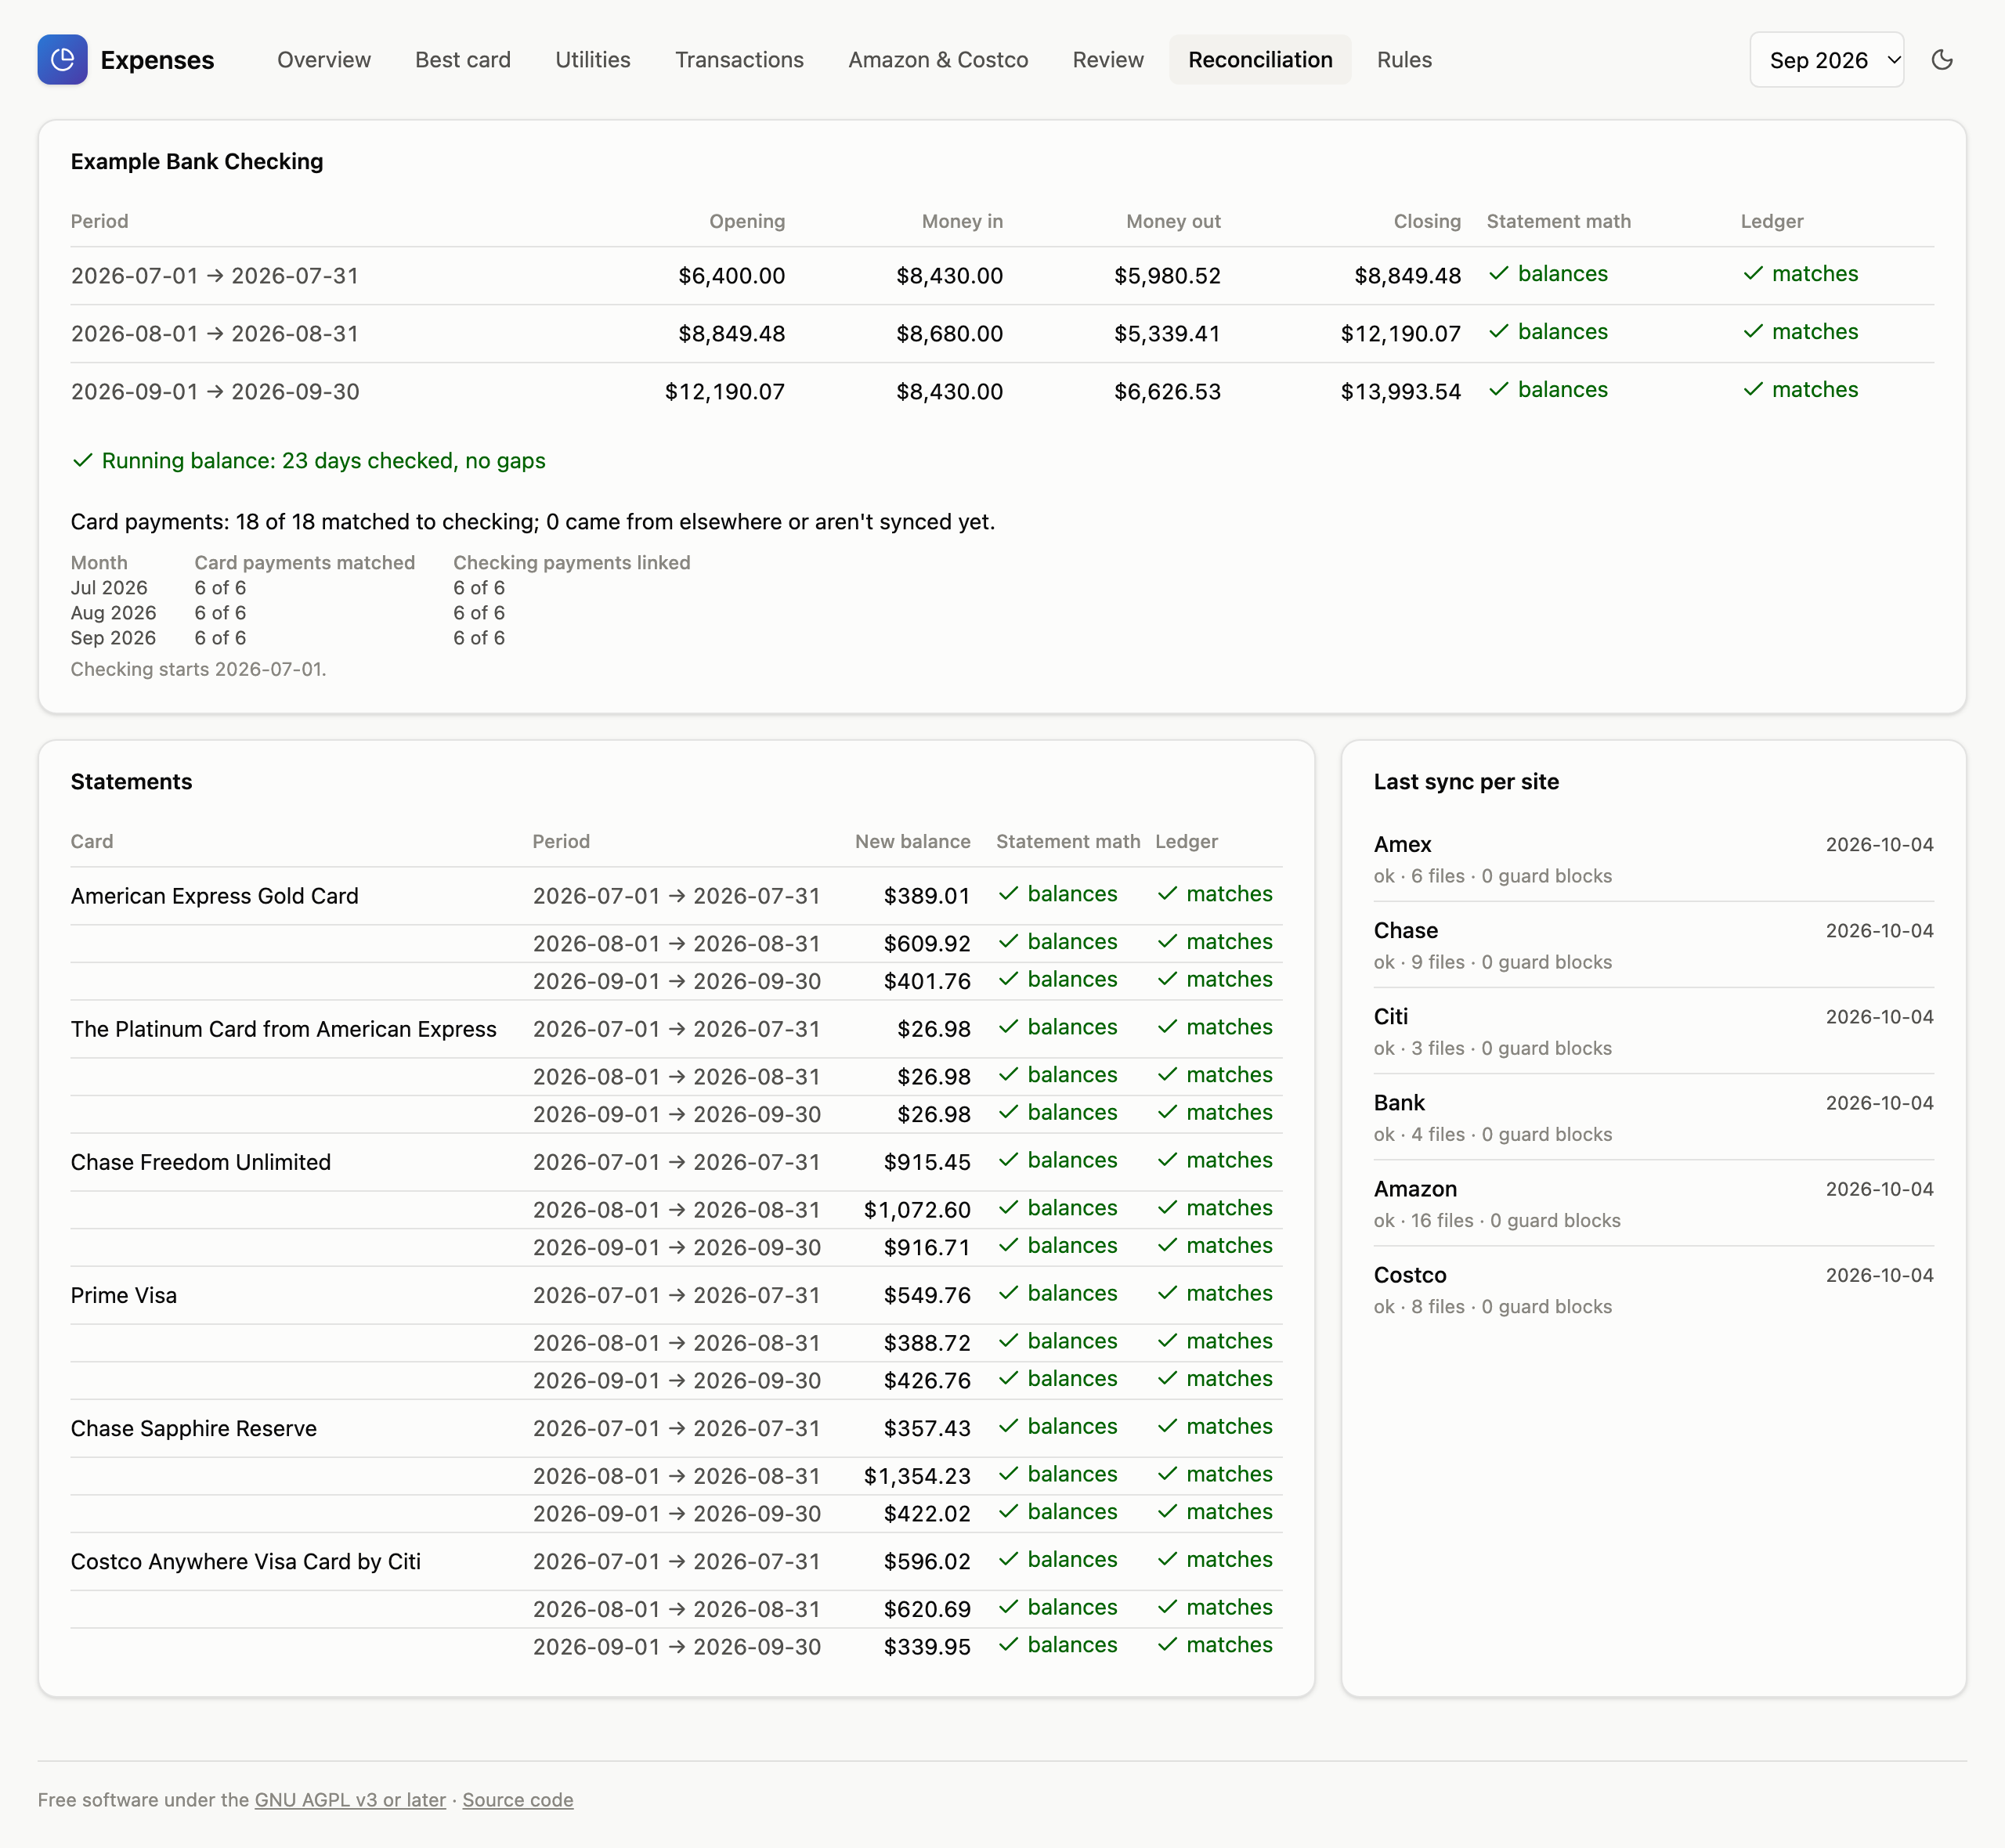 Expenses Overview Best card Utilities Transactions Amazon & Costco Review Reconciliation Rules Sep 2026
Example Bank Checking
Period Opening Money in Money out Closing Statement math Ledger
2026-07-01 → 2026-07-31 $6,400.00 $8,430.00 $5,980.52 $8,849.48 ✓ balances ✓ matches
2026-08-01 → 2026-08-31 $8,849.48 $8,680.00 $5,339.41 $12,190.07 ✓ balances ✓ matches
2026-09-01 → 2026-09-30 $12,190.07 $8,430.00 $6,626.53 $13,993.54 ✓ balances ✓ matches
✓ Running balance: 23 days checked, no gaps
Card payments: 18 of 18 matched to checking; 0 came from elsewhere or aren't synced yet.
Month Card payments matched Checking payments linked
Jul 2026 6 of 6 6 of 6
Aug 2026 6 of 6 6 of 6
Sep 2026 6 of 6 6 of 6
Checking starts 2026-07-01.
Statements
Card Period New balance Statement math Ledger
American Express Gold Card 2026-07-01 → 2026-07-31 $389.01 ✓ balances ✓ matches
2026-08-01 → 2026-08-31 $609.92 ✓ balances ✓ matches
2026-09-01 → 2026-09-30 $401.76 ✓ balances ✓ matches
The Platinum Card from American Express 2026-07-01 → 2026-07-31 $26.98 ✓ balances ✓ matches
2026-08-01 → 2026-08-31 $26.98 ✓ balances ✓ matches
2026-09-01 → 2026-09-30 $26.98 ✓ balances ✓ matches
Chase Freedom Unlimited 2026-07-01 → 2026-07-31 $915.45 ✓ balances ✓ matches
2026-08-01 → 2026-08-31 $1,072.60 ✓ balances ✓ matches
2026-09-01 → 2026-09-30 $916.71 ✓ balances ✓ matches
Prime Visa 2026-07-01 → 2026-07-31 $549.76 ✓ balances ✓ matches
2026-08-01 → 2026-08-31 $388.72 ✓ balances ✓ matches
2026-09-01 → 2026-09-30 $426.76 ✓ balances ✓ matches
Chase Sapphire Reserve 2026-07-01 → 2026-07-31 $357.43 ✓ balances ✓ matches
2026-08-01 → 2026-08-31 $1,354.23 ✓ balances ✓ matches
2026-09-01 → 2026-09-30 $422.02 ✓ balances ✓ matches
Costco Anywhere Visa Card by Citi 2026-07-01 → 2026-07-31 $596.02 ✓ balances ✓ matches
2026-08-01 → 2026-08-31 $620.69 ✓ balances ✓ matches
2026-09-01 → 2026-09-30 $339.95 ✓ balances ✓ matches
Last sync per site
Amex 2026-10-04
ok · 6 files · 0 guard blocks
Chase 2026-10-04
ok · 9 files · 0 guard blocks
Citi 2026-10-04
ok · 3 files · 0 guard blocks
Bank 2026-10-04
ok · 4 files · 0 guard blocks
Amazon 2026-10-04
ok · 16 files · 0 guard blocks
Costco 2026-10-04
ok · 8 files · 0 guard blocks
Free software under the GNU AGPL v3 or later · Source code